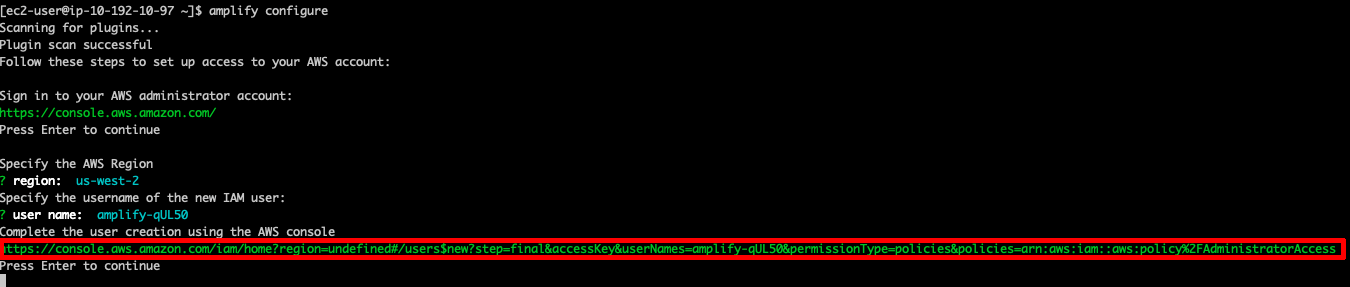 [ec2-user@ip-10-192-10-97 ~]$ amplify configure
Scanning for plugins...
Plugin scan successful
Follow these steps to set up access to your AWS account:
Sign in to your AWS administrator account:
https://console.aws.amazon.com/
Press Enter to continue
Specify the AWS Region
? region:  us-west-2
Specify the username of the new IAM user:
? user name:  amplify-qUL50
Complete the user creation using the AWS console
https://console.aws.amazon.com/iam/home?region=undefined#/users$new?step=final&accessKey&userNames=amplify-qUL50&permissionType=policies&policies=arn:aws:iam::aws:policy%2FAdministratorAccess
Press Enter to continue